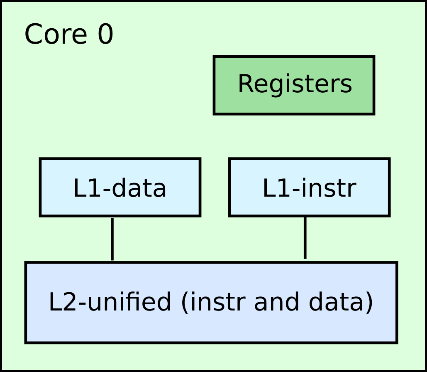 Core 0
Registers
L1-data
L1-instr
L2-unified (instr and data)